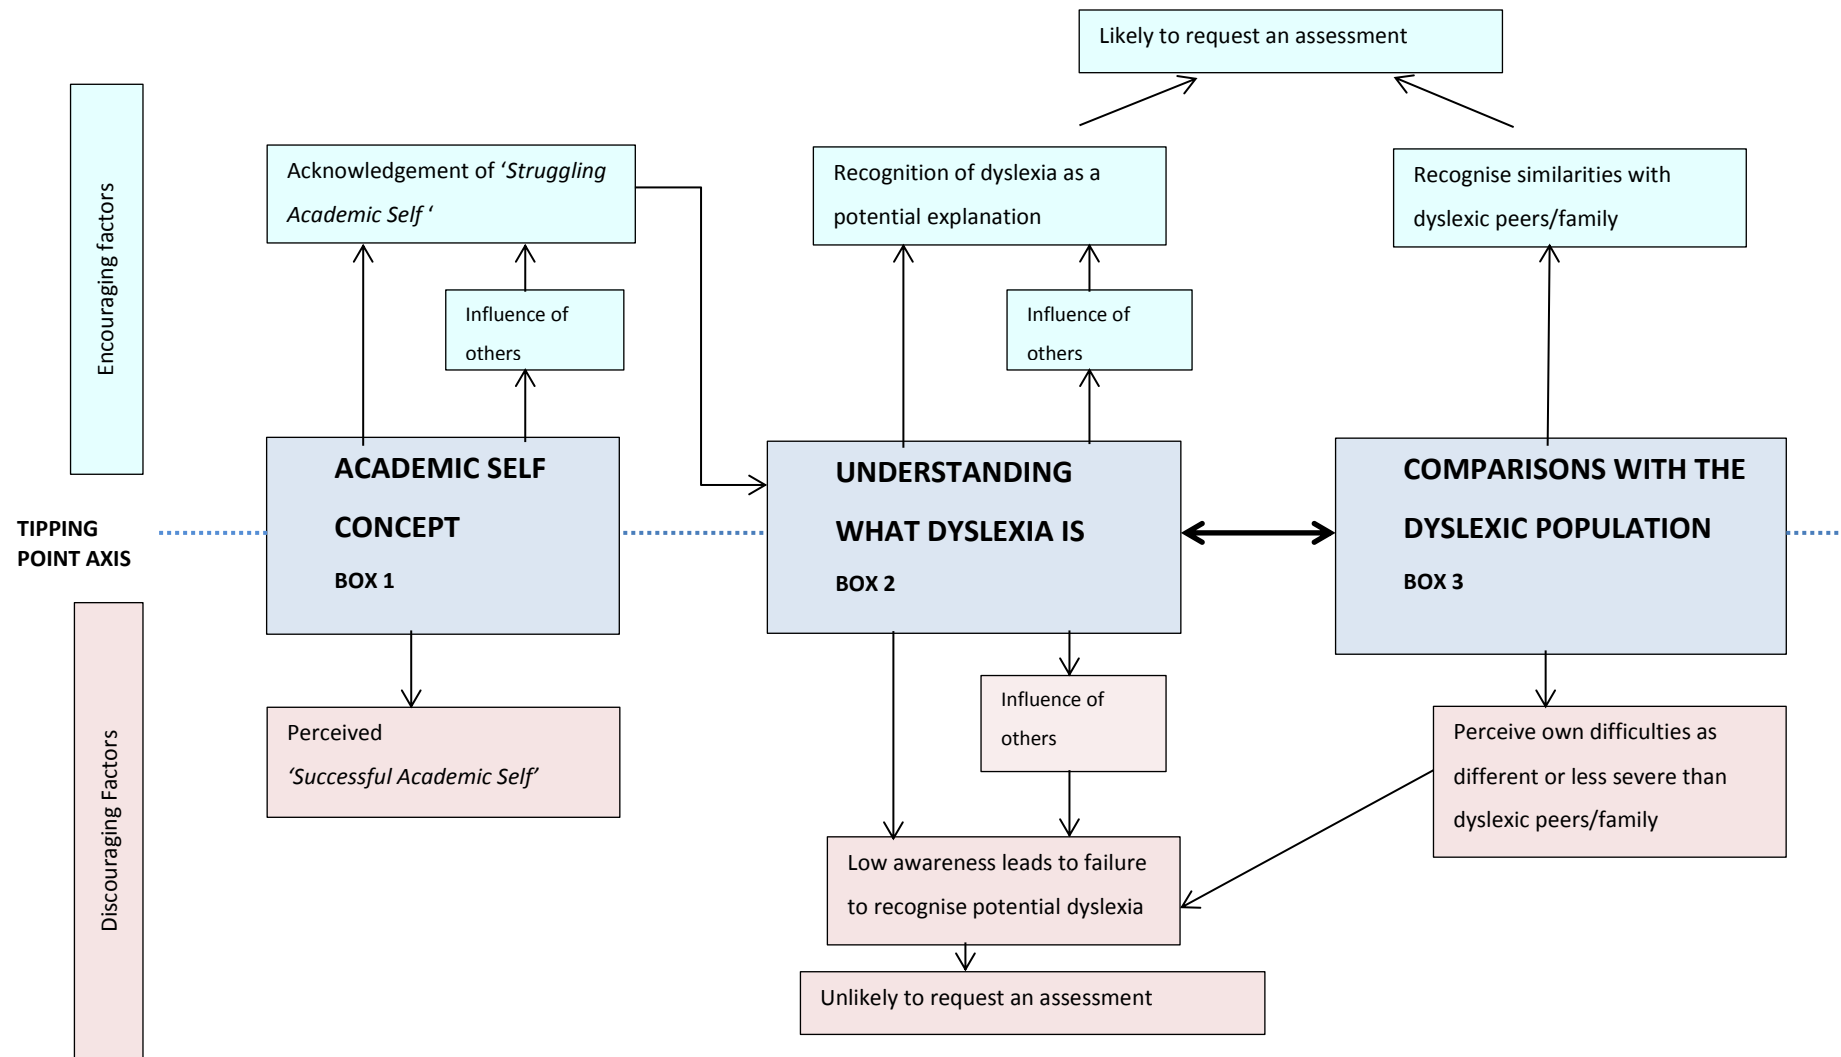 Likely to request an assessment
Encouraging factors
Acknowledgement of ‘Struggling
Academic Self ‘
Recognition of dyslexia as a
potential explanation
Recognise similarities with
dyslexic peers/family
Influence of
others
Influence of
others
ACADEMIC SELF
CONCEPT
BOX 1
UNDERSTANDING
WHAT DYSLEXIA IS
BOX 2
COMPARISONS WITH THE
DYSLEXIC POPULATION
BOX 3
TIPPING
POINT AXIS
Discouraging Factors
Perceived
‘Successful Academic Self’
Influence of
others
Perceive own difficulties as
different or less severe than
dyslexic peers/family
Low awareness leads to failure
to recognise potential dyslexia
Unlikely to request an assessment